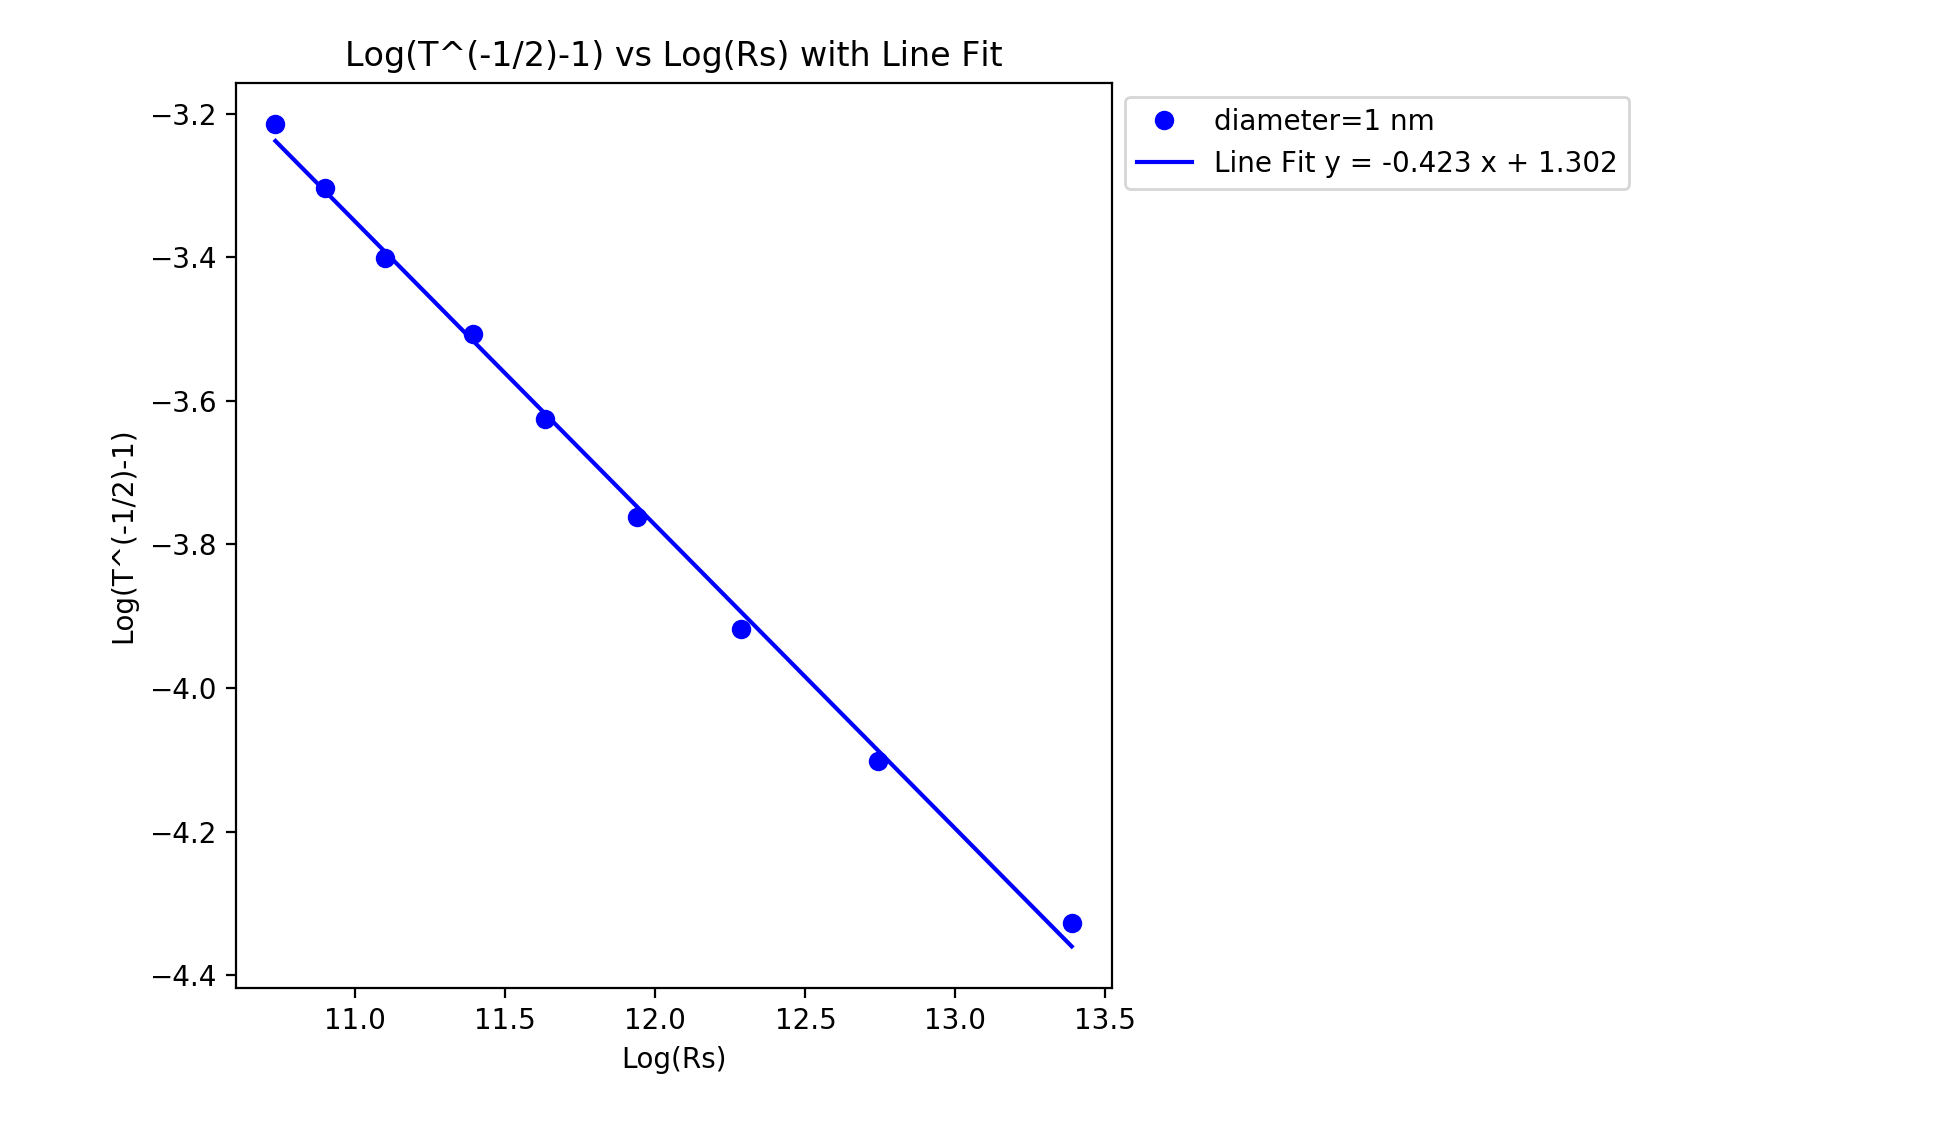 Log(T^(-1/2)-1) vs Log(Rs) with Line Fit
diameter=1 nm
Line Fit y = -0.423 x + 1.302
Log(T^(-1/2)-1)
−3.2
−3.4
−3.6
−3.8
−4.0
−4.2
−4.4
11.0 11.5 12.0 12.5 13.0 13.5
Log(Rs)